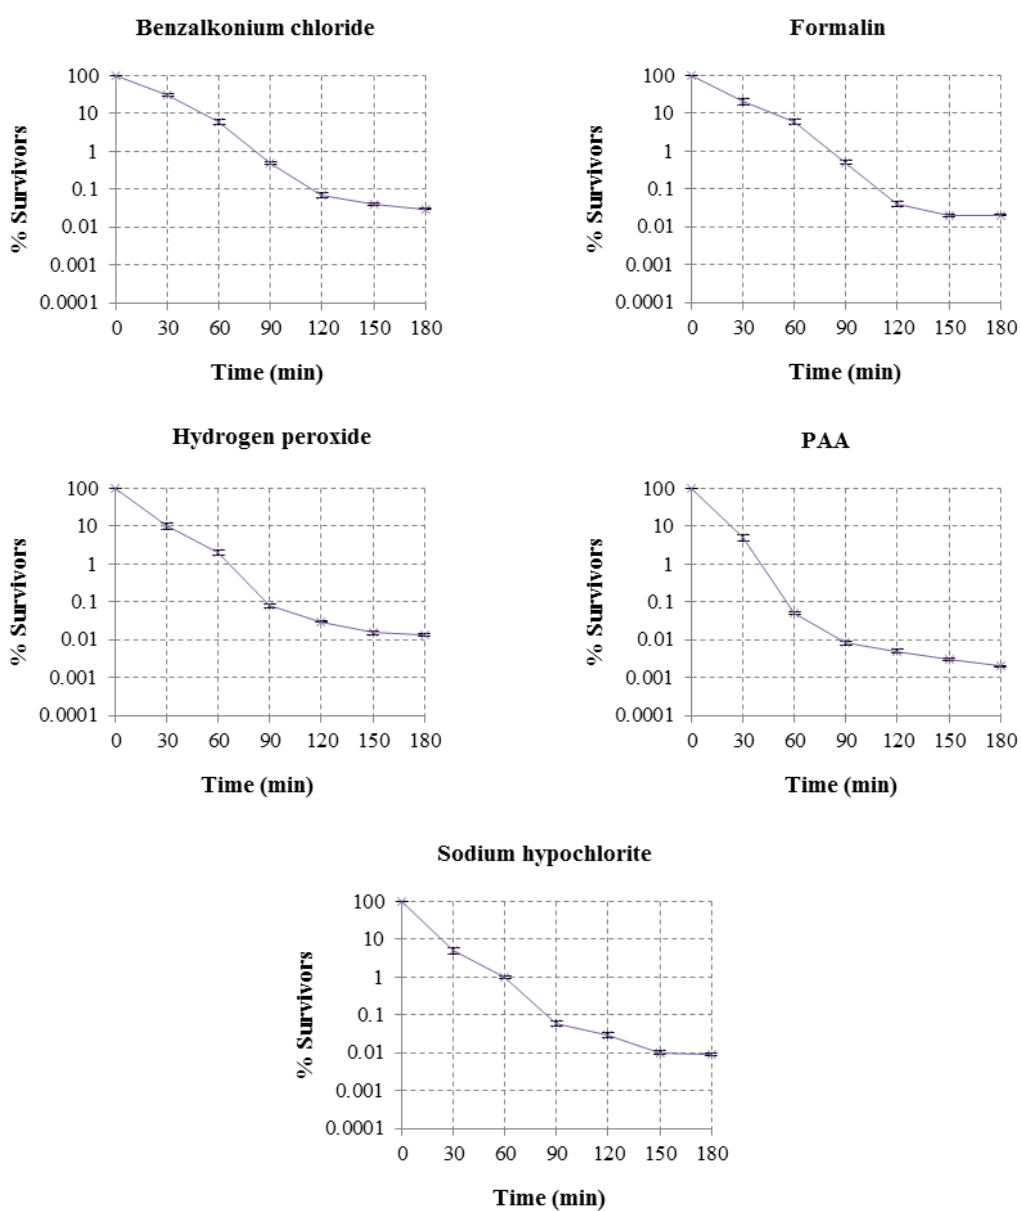 Benzalkonium chloride
% Survivors
100
10
1
0.1
0.01
0.001
0.0001
0 30 60 90 120 150 180
Time (min)
Formalin
% Survivors
100
10
1
0.1
0.01
0.001
0.0001
0 30 60 90 120 150 180
Time (min)
Hydrogen peroxide
% Survivors
100
10
1
0.1
0.01
0.001
0.0001
0 30 60 90 120 150 180
Time (min)
PAA
% Survivors
100
10
1
0.1
0.01
0.001
0.0001
0 30 60 90 120 150 180
Time (min)
Sodium hypochlorite
% Survivors
100
10
1
0.1
0.01
0.001
0.0001
0 30 60 90 120 150 180
Time (min)